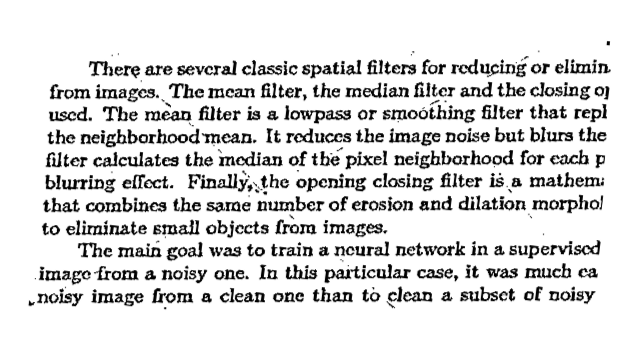 There are several classic spatial filters for reducing or elimin
from images. The mean filter, the median filter and the closing o
used. The mean filter is a lowpass or smoothing filter that repl
the neighborhood mean. It reduces the image noise but blurs the
filter calculates the median of the pixel neighborhood for each p
blurring effect. Finally, the opening closing filter is a mathem
that combines the same number of erosion and dilation morphol
to eliminate small objects from images.
The main goal was to train a neural network in a supervised
image from a noisy one. In this particular case, it was much ea
noisy image from a clean one than to clean a subset of noisy